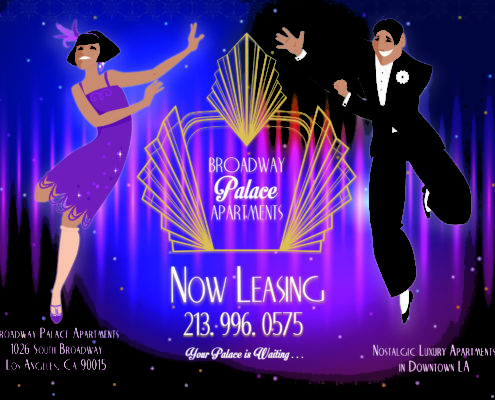 BROADWAY
Palace
APARTMENTS
NOW LEASING
213. 996. 0575
Your Palace is Waiting . . .
ROADWAY PALACE APARTMENTS
1026 SOUTH BROADWAY
LOS ANGELES, CA 90015
NOSTALGIC LUXURY APARTMENTS
IN DOWNTOWN LA